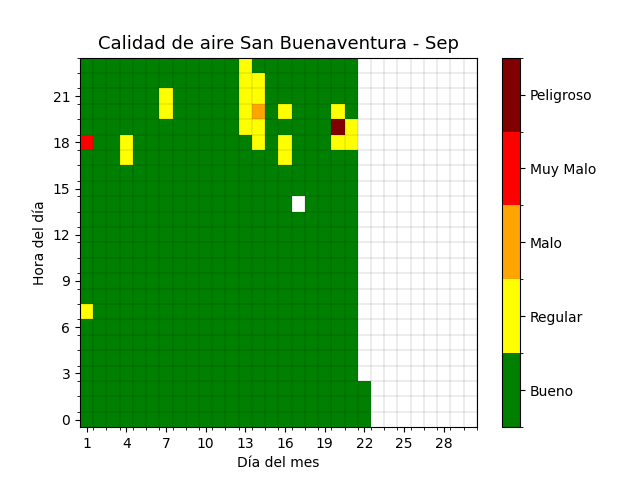 Calidad de aire San Buenaventura - Sep
Hora del día
21
18
15
12
9
6
3
0
1 4 7 10 13 16 19 22 25 28
Día del mes
Peligroso
Muy Malo
Malo
Regular
Bueno